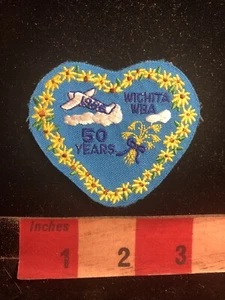 WICHITA
WBA
50
YEARS
Inches
1 2 3